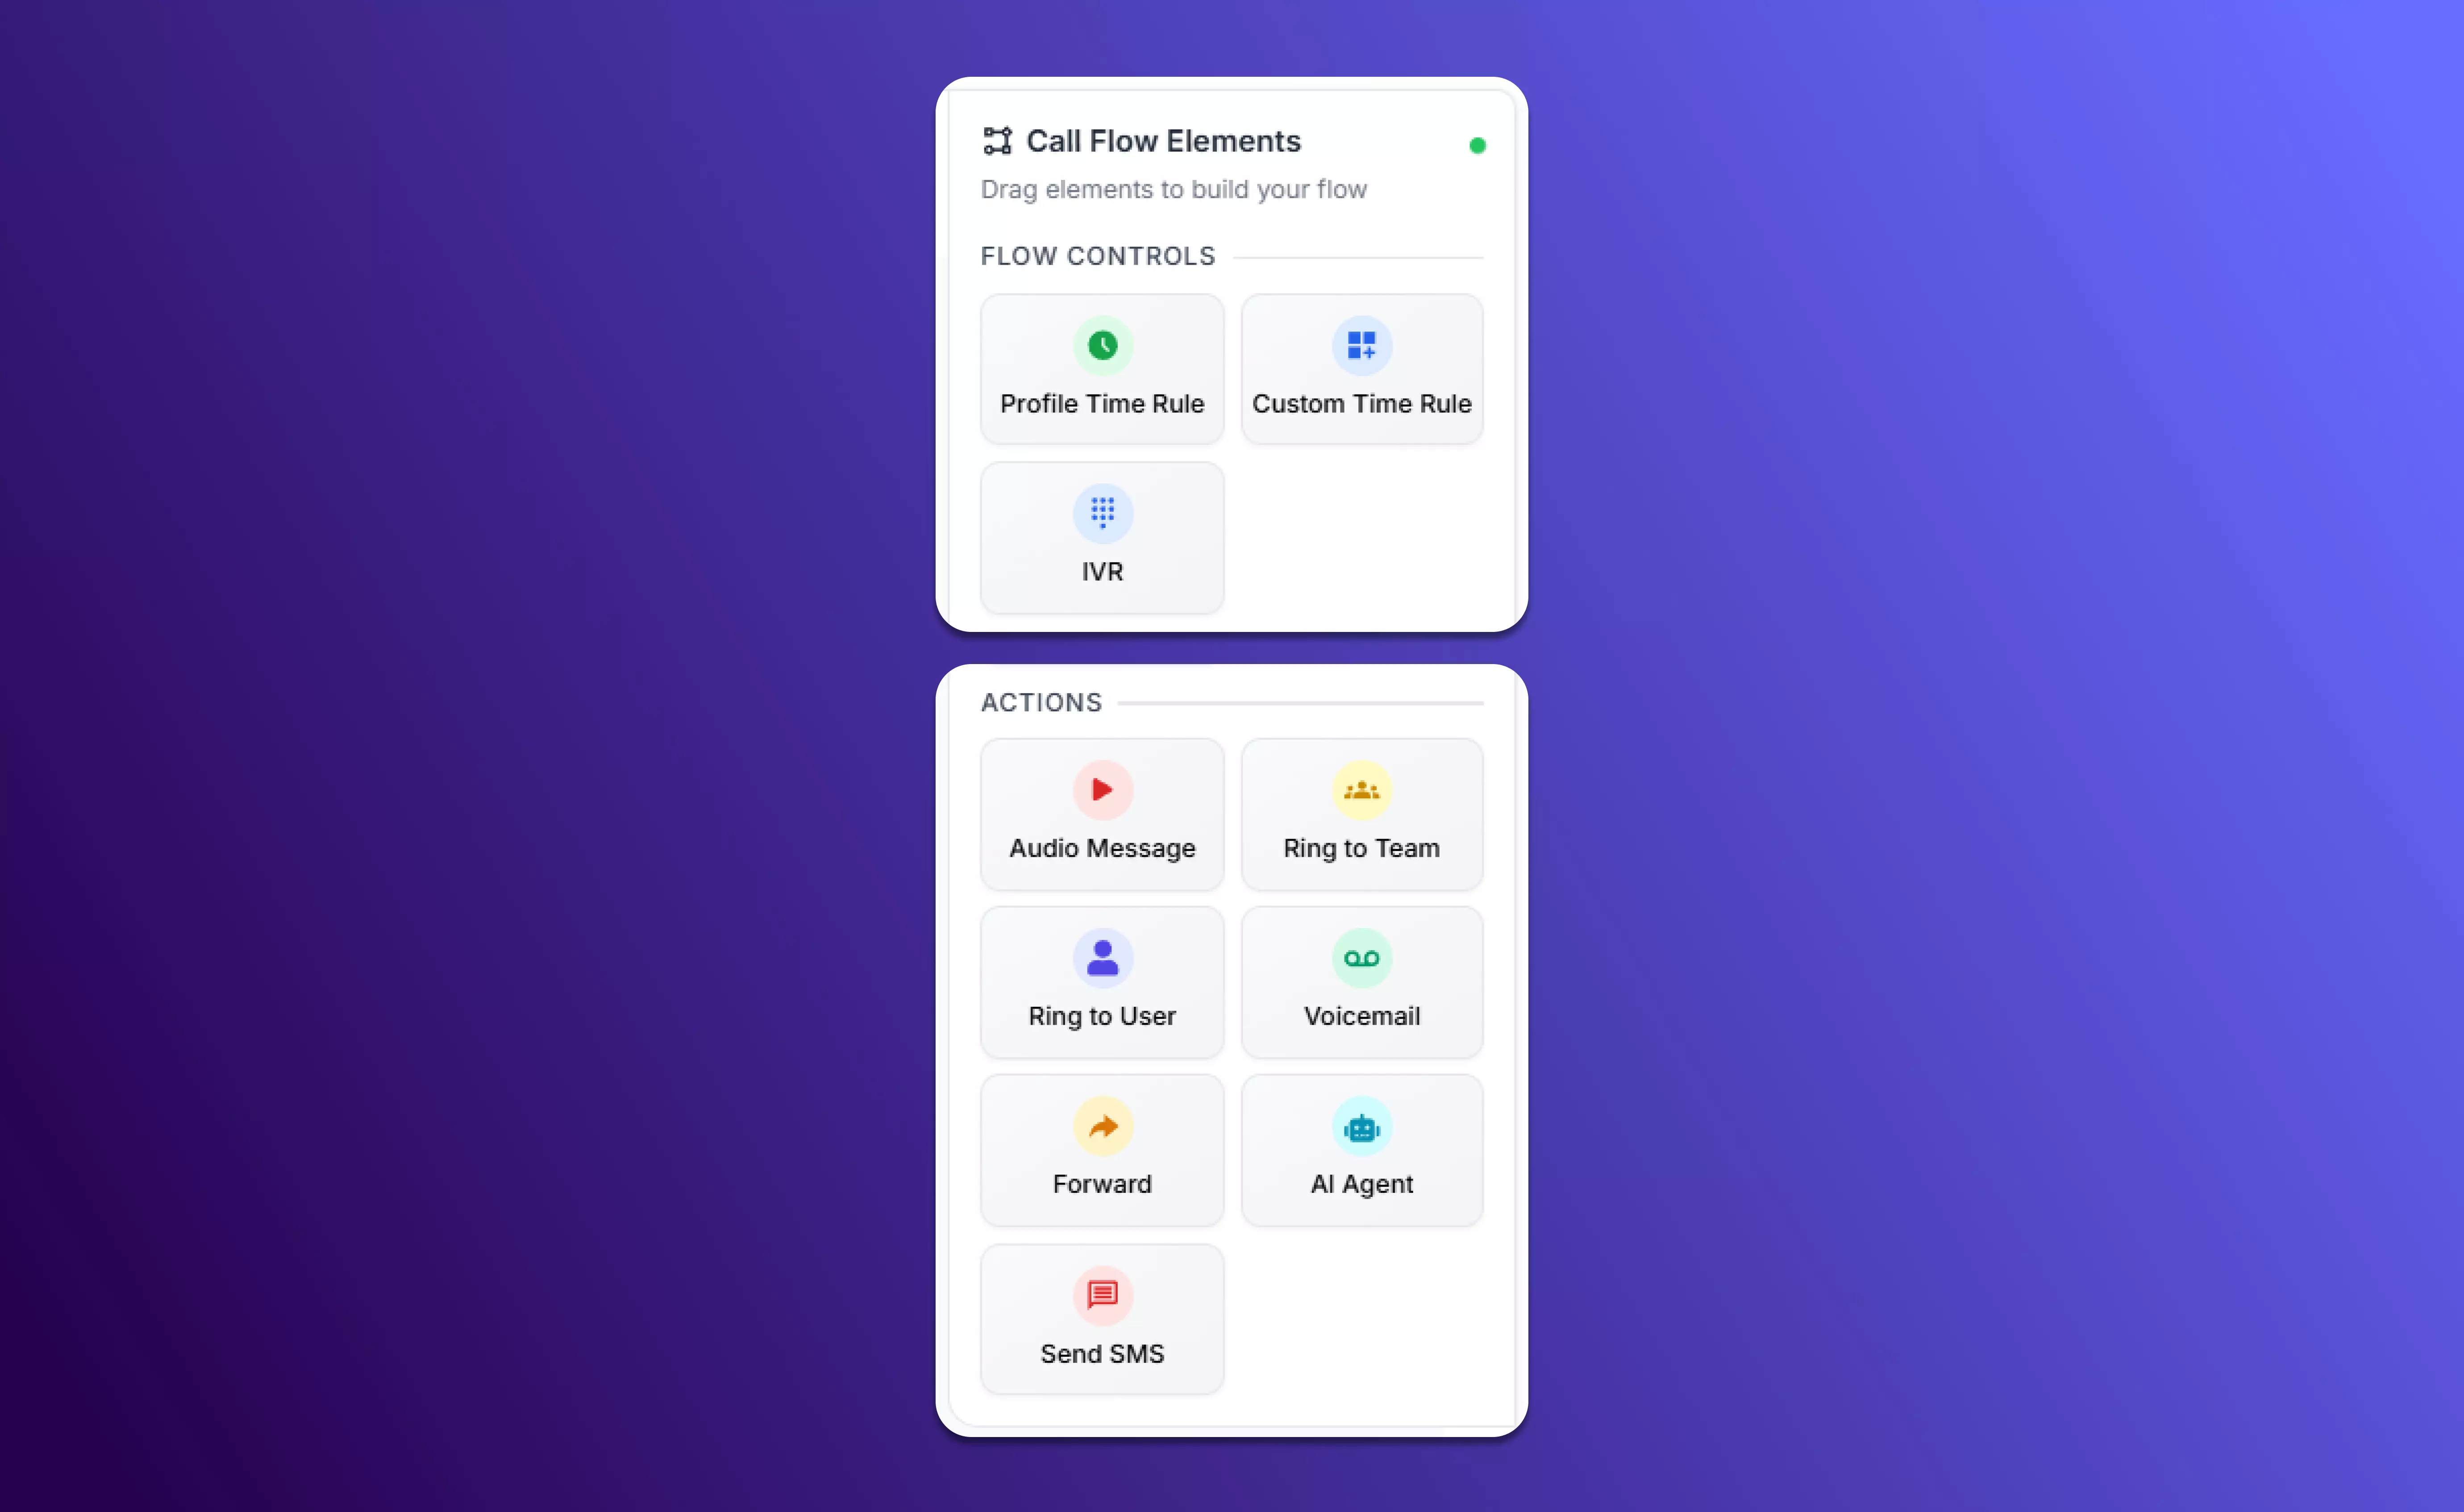 Call Flow Elements
Drag elements to build your flow
FLOW CONTROLS
Profile Time Rule
Custom Time Rule
IVR
ACTIONS
Audio Message
Ring to Team
Ring to User
Voicemail
Forward
AI Agent
Send SMS